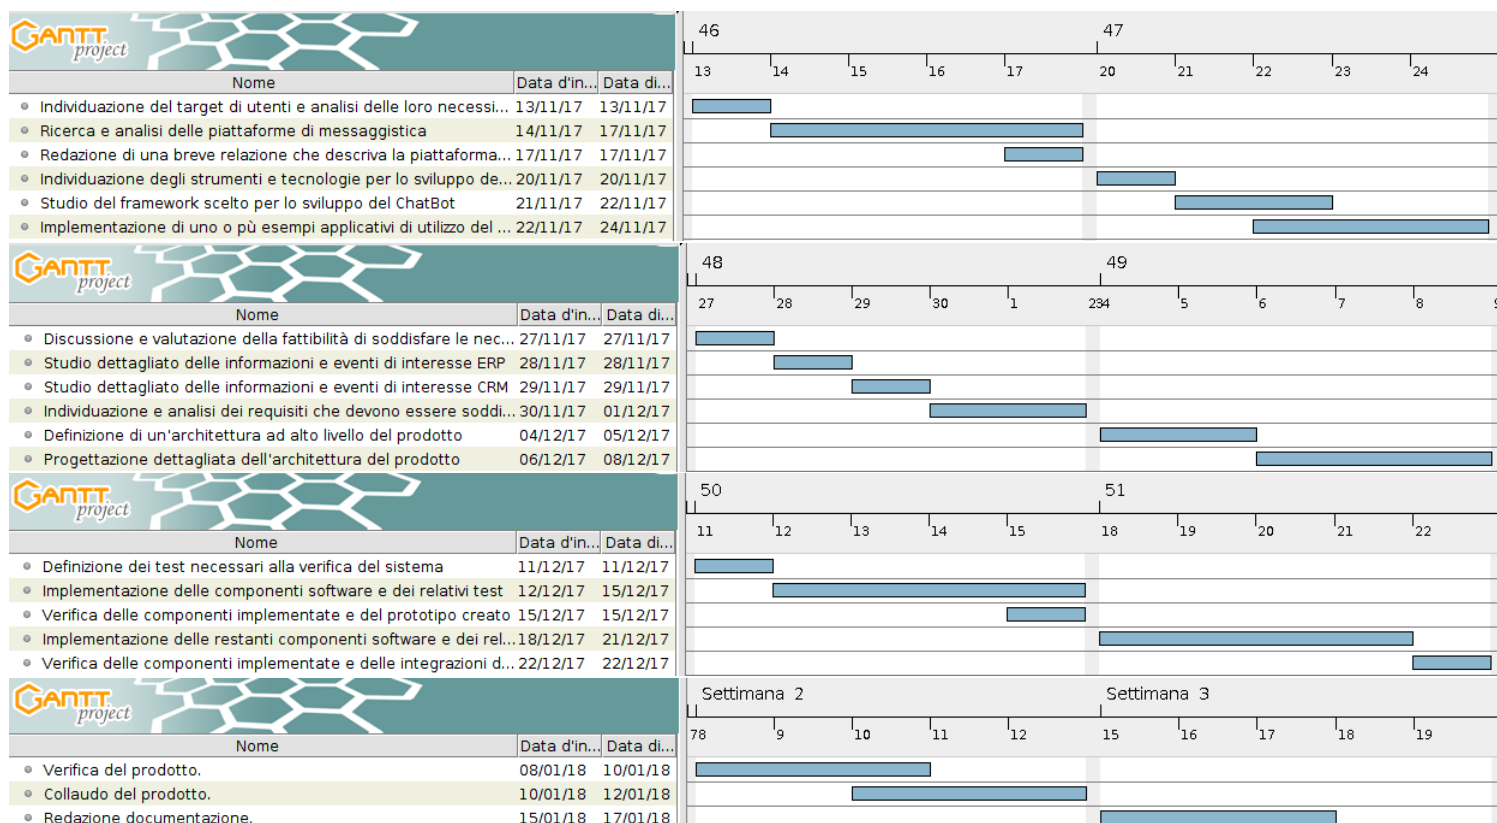 GANTT project
46 47
13 14 15 16 17 20 21 22 23 24
Nome Data d'in... Data di...
Individuazione del target di utenti e analisi delle loro necessi... 13/11/17 13/11/17
Ricerca e analisi delle piattaforme di messaggistica 14/11/17 17/11/17
Redazione di una breve relazione che descriva la piattaforma... 17/11/17 17/11/17
Individuazione degli strumenti e tecnologie per lo sviluppo de... 20/11/17 20/11/17
Studio del framework scelto per lo sviluppo del ChatBot 21/11/17 22/11/17
Implementazione di uno o pù esempi applicativi di utilizzo del ... 22/11/17 24/11/17
GANTT project
48 49
27 28 29 30 1 2 3 4 5 6 7 8 9
Nome Data d'in... Data di...
Discussione e valutazione della fattibilità di soddisfare le nec... 27/11/17 27/11/17
Studio dettagliato delle informazioni e eventi di interesse ERP 28/11/17 28/11/17
Studio dettagliato delle informazioni e eventi di interesse CRM 29/11/17 29/11/17
Individuazione e analisi dei requisiti che devono essere soddi... 30/11/17 01/12/17
Definizione di un'architettura ad alto livello del prodotto 04/12/17 05/12/17
Progettazione dettagliata dell'architettura del prodotto 06/12/17 08/12/17
GANTT project
50 51
11 12 13 14 15 18 19 20 21 22
Nome Data d'in... Data di...
Definizione dei test necessari alla verifica del sistema 11/12/17 11/12/17
Implementazione delle componenti software e dei relativi test 12/12/17 15/12/17
Verifica delle componenti implementate e del prototipo creato 15/12/17 15/12/17
Implementazione delle restanti componenti software e dei rel... 18/12/17 21/12/17
Verifica delle componenti implementate e delle integrazioni d... 22/12/17 22/12/17
GANTT project
Settimana 2 Settimana 3
7 8 9 10 11 12 15 16 17 18 19
Nome Data d'in... Data di...
Verifica del prodotto. 08/01/18 10/01/18
Collaudo del prodotto. 10/01/18 12/01/18
Redazione documentazione. 15/01/18 17/01/18